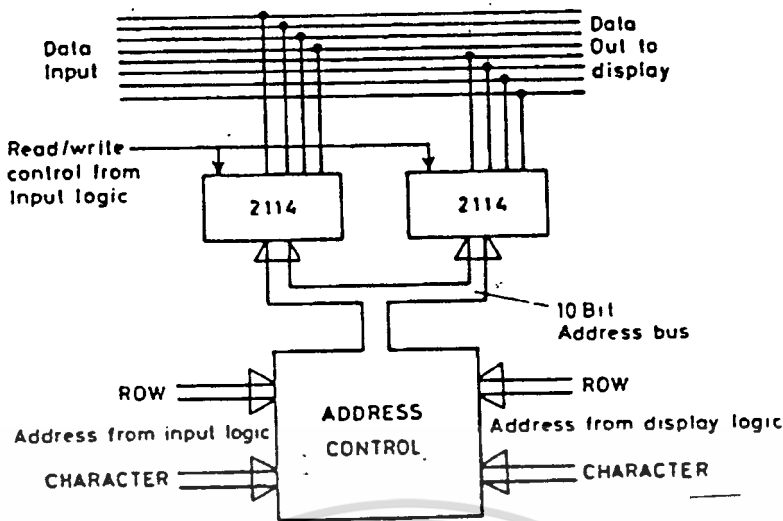 Data
Input
Data
Out to
display
Read/write
control from
Input logic
2114
2114
10 Bit
Address bus
ROW
ROW
ADDRESS
CONTROL
Address from input logic
Address from display logic
CHARACTER
CHARACTER